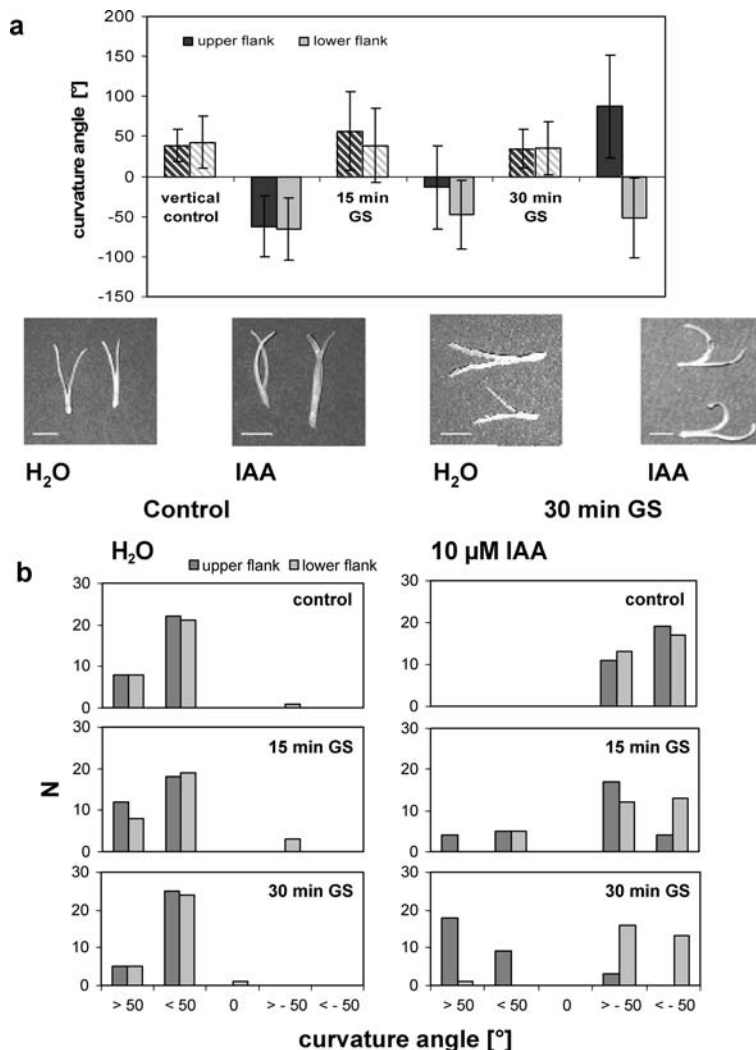 a
upper flank lower flank
curvature angle [°]
200
150
100
50
0
-50
-100
-150
vertical control
15 min GS
30 min GS
H₂O IAA H₂O IAA
Control 30 min GS
b
H₂O 10 µM IAA
upper flank lower flank
N
30
20
10
0
control
control
30
20
10
0
15 min GS
30
20
10
0
15 min GS
30
20
10
0
30 min GS
30
20
10
0
30 min GS
30
20
10
0
> 50 < 50 0 > - 50 < - 50
> 50 < 50 0 > - 50 < - 50
curvature angle [°]